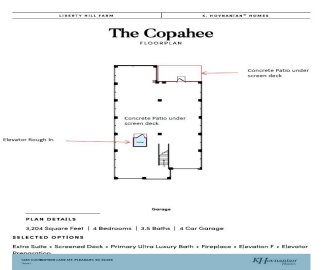 LIBERTY HILL FARM
K. HOVNANIAN® HOMES
The Copahee
FLOORPLAN
Concrete Patio under
screen deck
Concrete Patio under
screen deck
Elevator Rough In
Garage
PLAN DETAILS
3,204 Square Feet | 4 Bedrooms | 3.5 Baths | 4 Car Garage
SELECTED OPTIONS
Extra Suite + Screened Deck + Primary Ultra Luxury Bath + Fireplace + Elevation F + Elevator
Preparation
KHovnanian